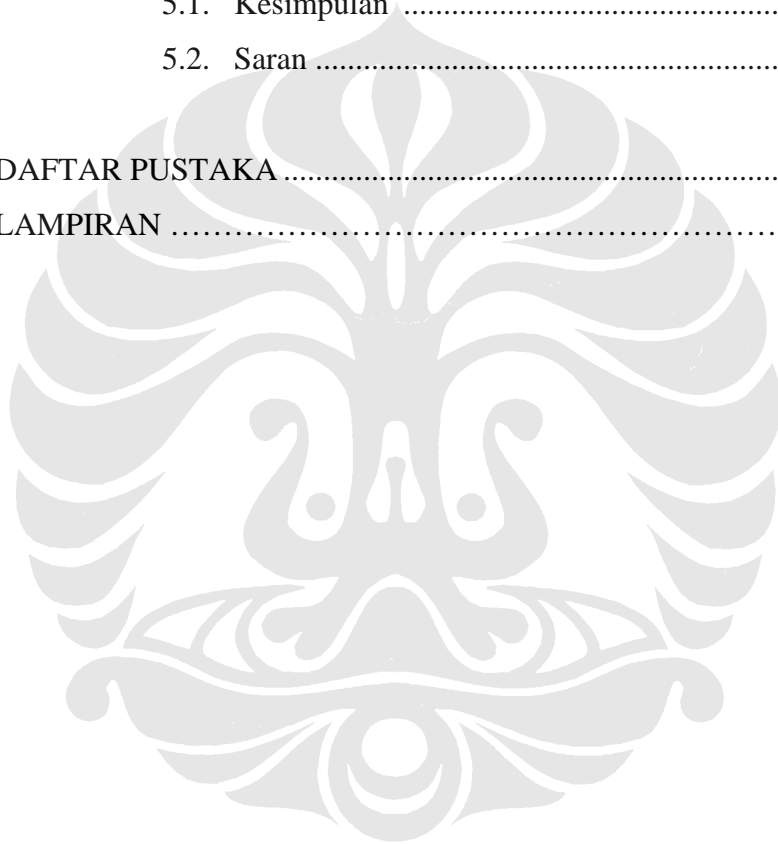 5.1. Kesimpulan ................................................
5.2. Saran ...........................................................
DAFTAR PUSTAKA ...............................................................
LAMPIRAN ……………………………………………………